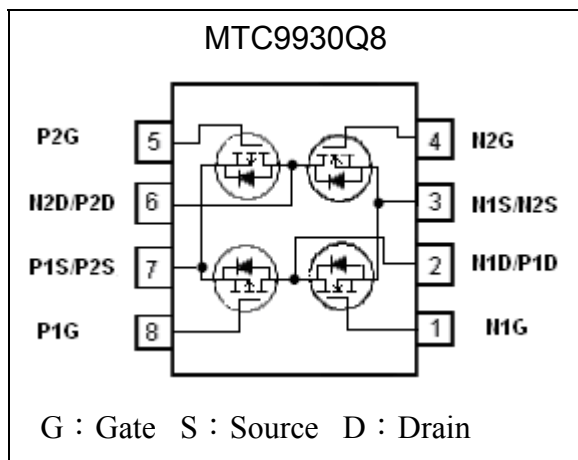 MTC9930Q8
P2G 5 4 N2G
N2D/P2D 6 3 N1S/N2S
P1S/P2S 7 2 N1D/P1D
P1G 8 1 N1G
G：Gate S：Source D：Drain